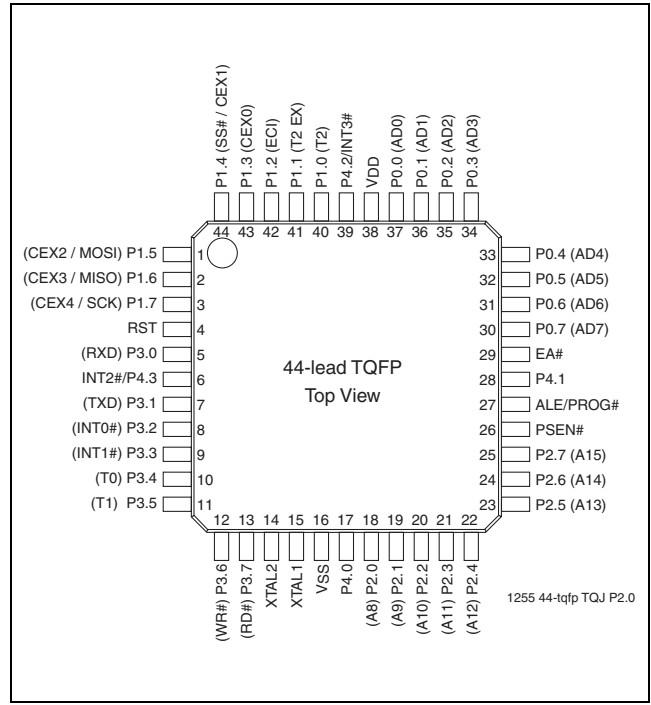 P1.4 (SS# / CEX1)
P1.3 (CEX0)
P1.2 (ECI)
P1.1 (T2 EX)
P1.0 (T2)
P4.2/INT3#
VDD
P0.0 (AD0)
P0.1 (AD1)
P0.2 (AD2)
P0.3 (AD3)
44 43 42 41 40 39 38 37 36 35 34
(CEX2 / MOSI) P1.5 1
(CEX3 / MISO) P1.6 2
(CEX4 / SCK) P1.7 3
RST 4
(RXD) P3.0 5
INT2#/P4.3 6
(TXD) P3.1 7
(INT0#) P3.2 8
(INT1#) P3.3 9
(T0) P3.4 10
(T1) P3.5 11
44-lead TQFP
Top View
33 P0.4 (AD4)
32 P0.5 (AD5)
31 P0.6 (AD6)
30 P0.7 (AD7)
29 EA#
28 P4.1
27 ALE/PROG#
26 PSEN#
25 P2.7 (A15)
24 P2.6 (A14)
23 P2.5 (A13)
12 13 14 15 16 17 18 19 20 21 22
(WR#) P3.6
(RD#) P3.7
XTAL2
XTAL1
VSS
P4.0
(A8) P2.0
(A9) P2.1
(A10) P2.2
(A11) P2.3
(A12) P2.4
1255 44-tqfp TQJ P2.0